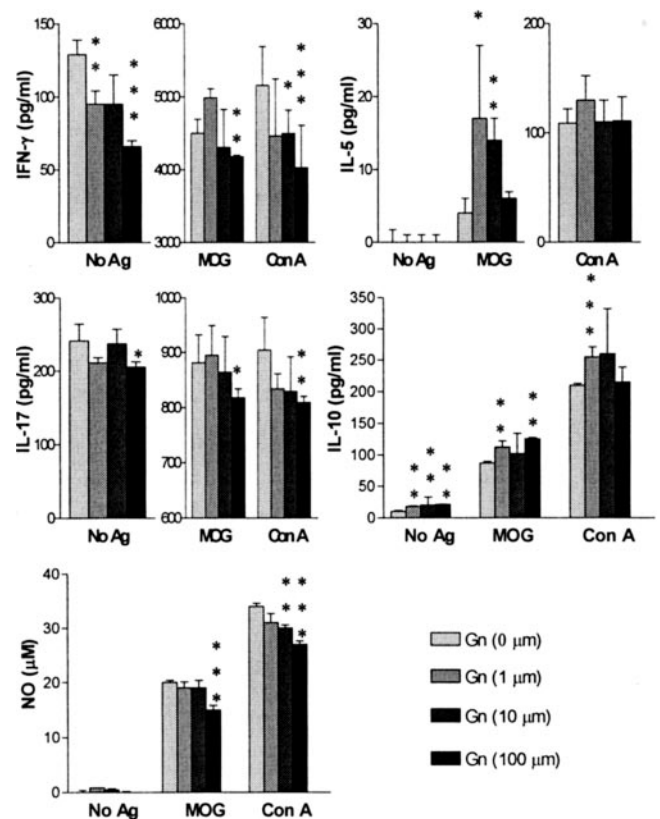 IFN-γ (pg/ml)
150
100
50
0
No Ag
* *
* * *
6000
5000
4000
3000
MOG
Con A
* *
*
* * *
IL-5 (pg/ml)
30
20
10
0
No Ag
MOG
*
* *
200
100
0
Con A
IL-17 (pg/ml)
300
200
100
0
No Ag
*
1000
900
800
700
600
MOG
Con A
*
* *
IL-10 (pg/ml)
350
300
250
200
150
100
50
0
No Ag
MOG
Con A
* *
* *
* *
* *
* *
* * *
NO (μM)
40
30
20
10
0
No Ag
MOG
Con A
* * *
* *
* * *
Gn (0 μm)
Gn (1 μm)
Gn (10 μm)
Gn (100 μm)